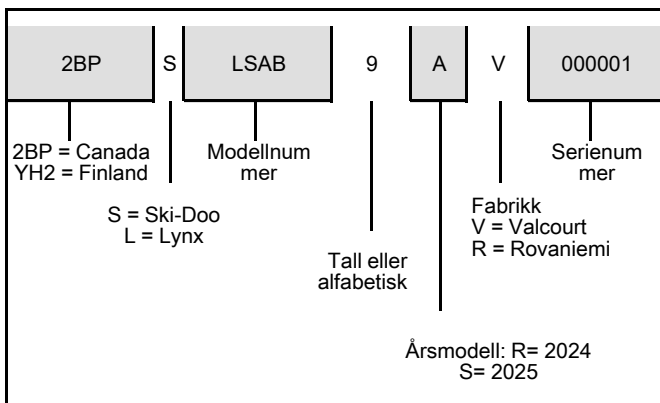 2BP S LSAB 9 A V 000001
2BP = Canada
YH2 = Finland
Modellnum
mer
Serienum
mer
S = Ski-Doo
L = Lynx
Fabrikk
V = Valcourt
R = Rovaniemi
Tall eller
alfabetisk
Årsmodell: R= 2024
S= 2025